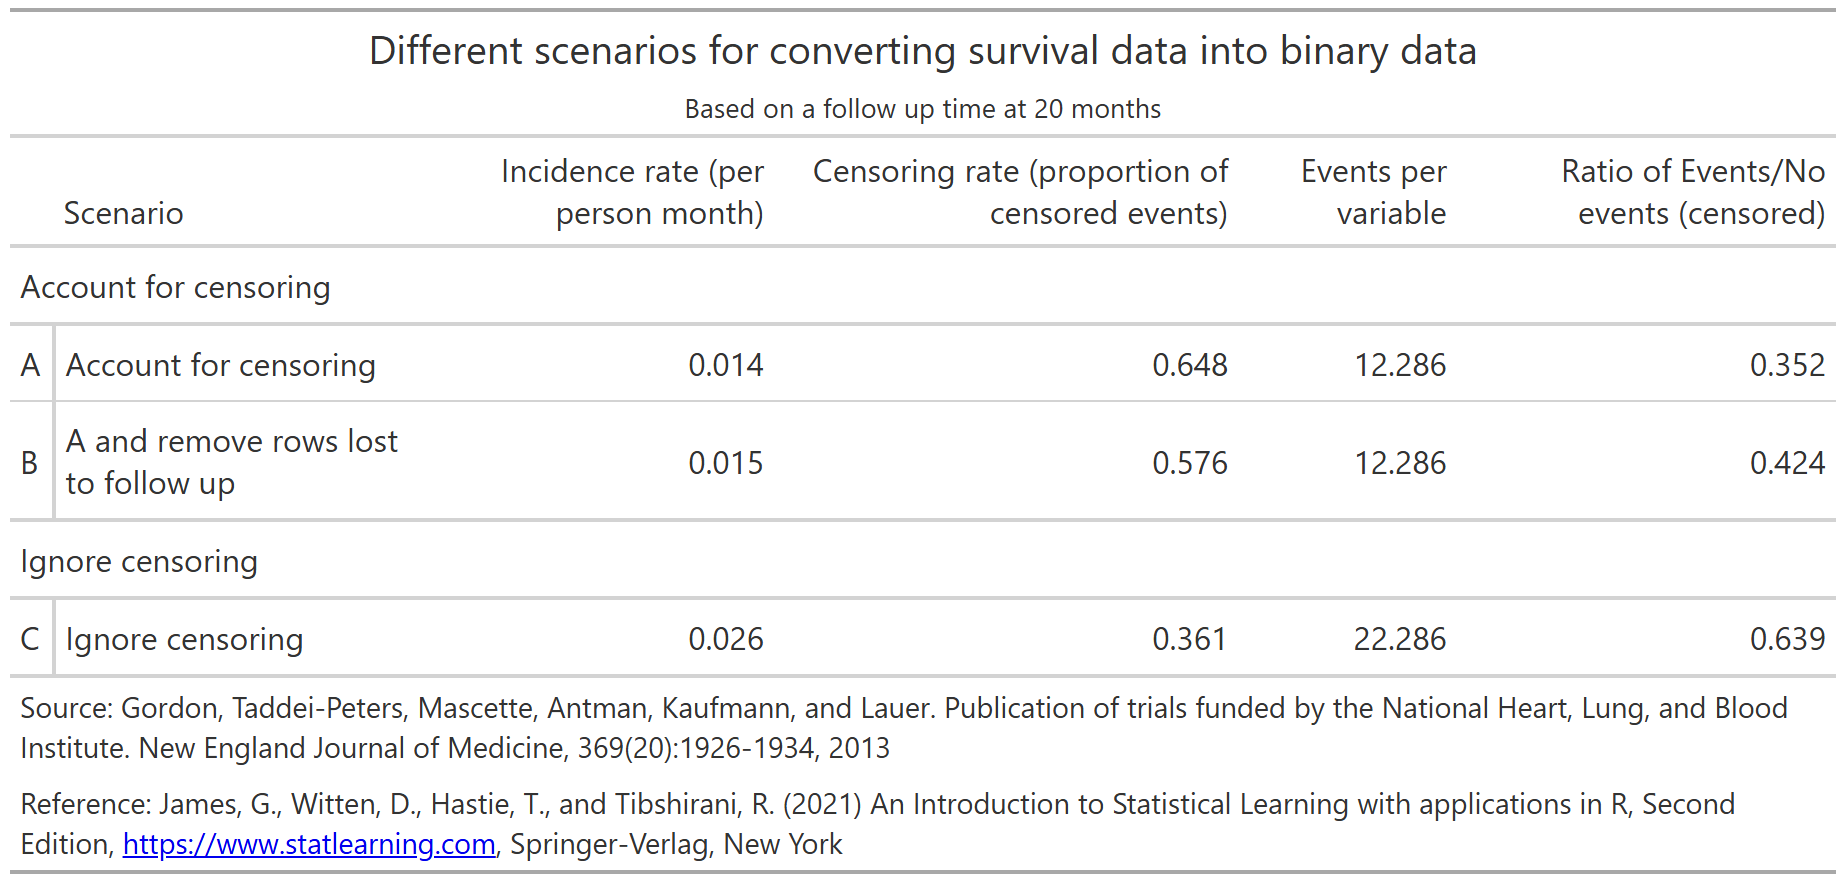 Different scenarios for converting survival data into binary data
Based on a follow up time at 20 months
Scenario Incidence rate (per person month) Censoring rate (proportion of censored events) Events per variable Ratio of Events/No events (censored)
Account for censoring
A Account for censoring 0.014 0.648 12.286 0.352
B A and remove rows lost to follow up 0.015 0.576 12.286 0.424
Ignore censoring
C Ignore censoring 0.026 0.361 22.286 0.639
Source: Gordon, Taddei-Peters, Mascette, Antman, Kaufmann, and Lauer. Publication of trials funded by the National Heart, Lung, and Blood
Institute. New England Journal of Medicine, 369(20):1926-1934, 2013
Reference: James, G., Witten, D., Hastie, T., and Tibshirani, R. (2021) An Introduction to Statistical Learning with applications in R, Second
Edition, https://www.statlearning.com, Springer-Verlag, New York